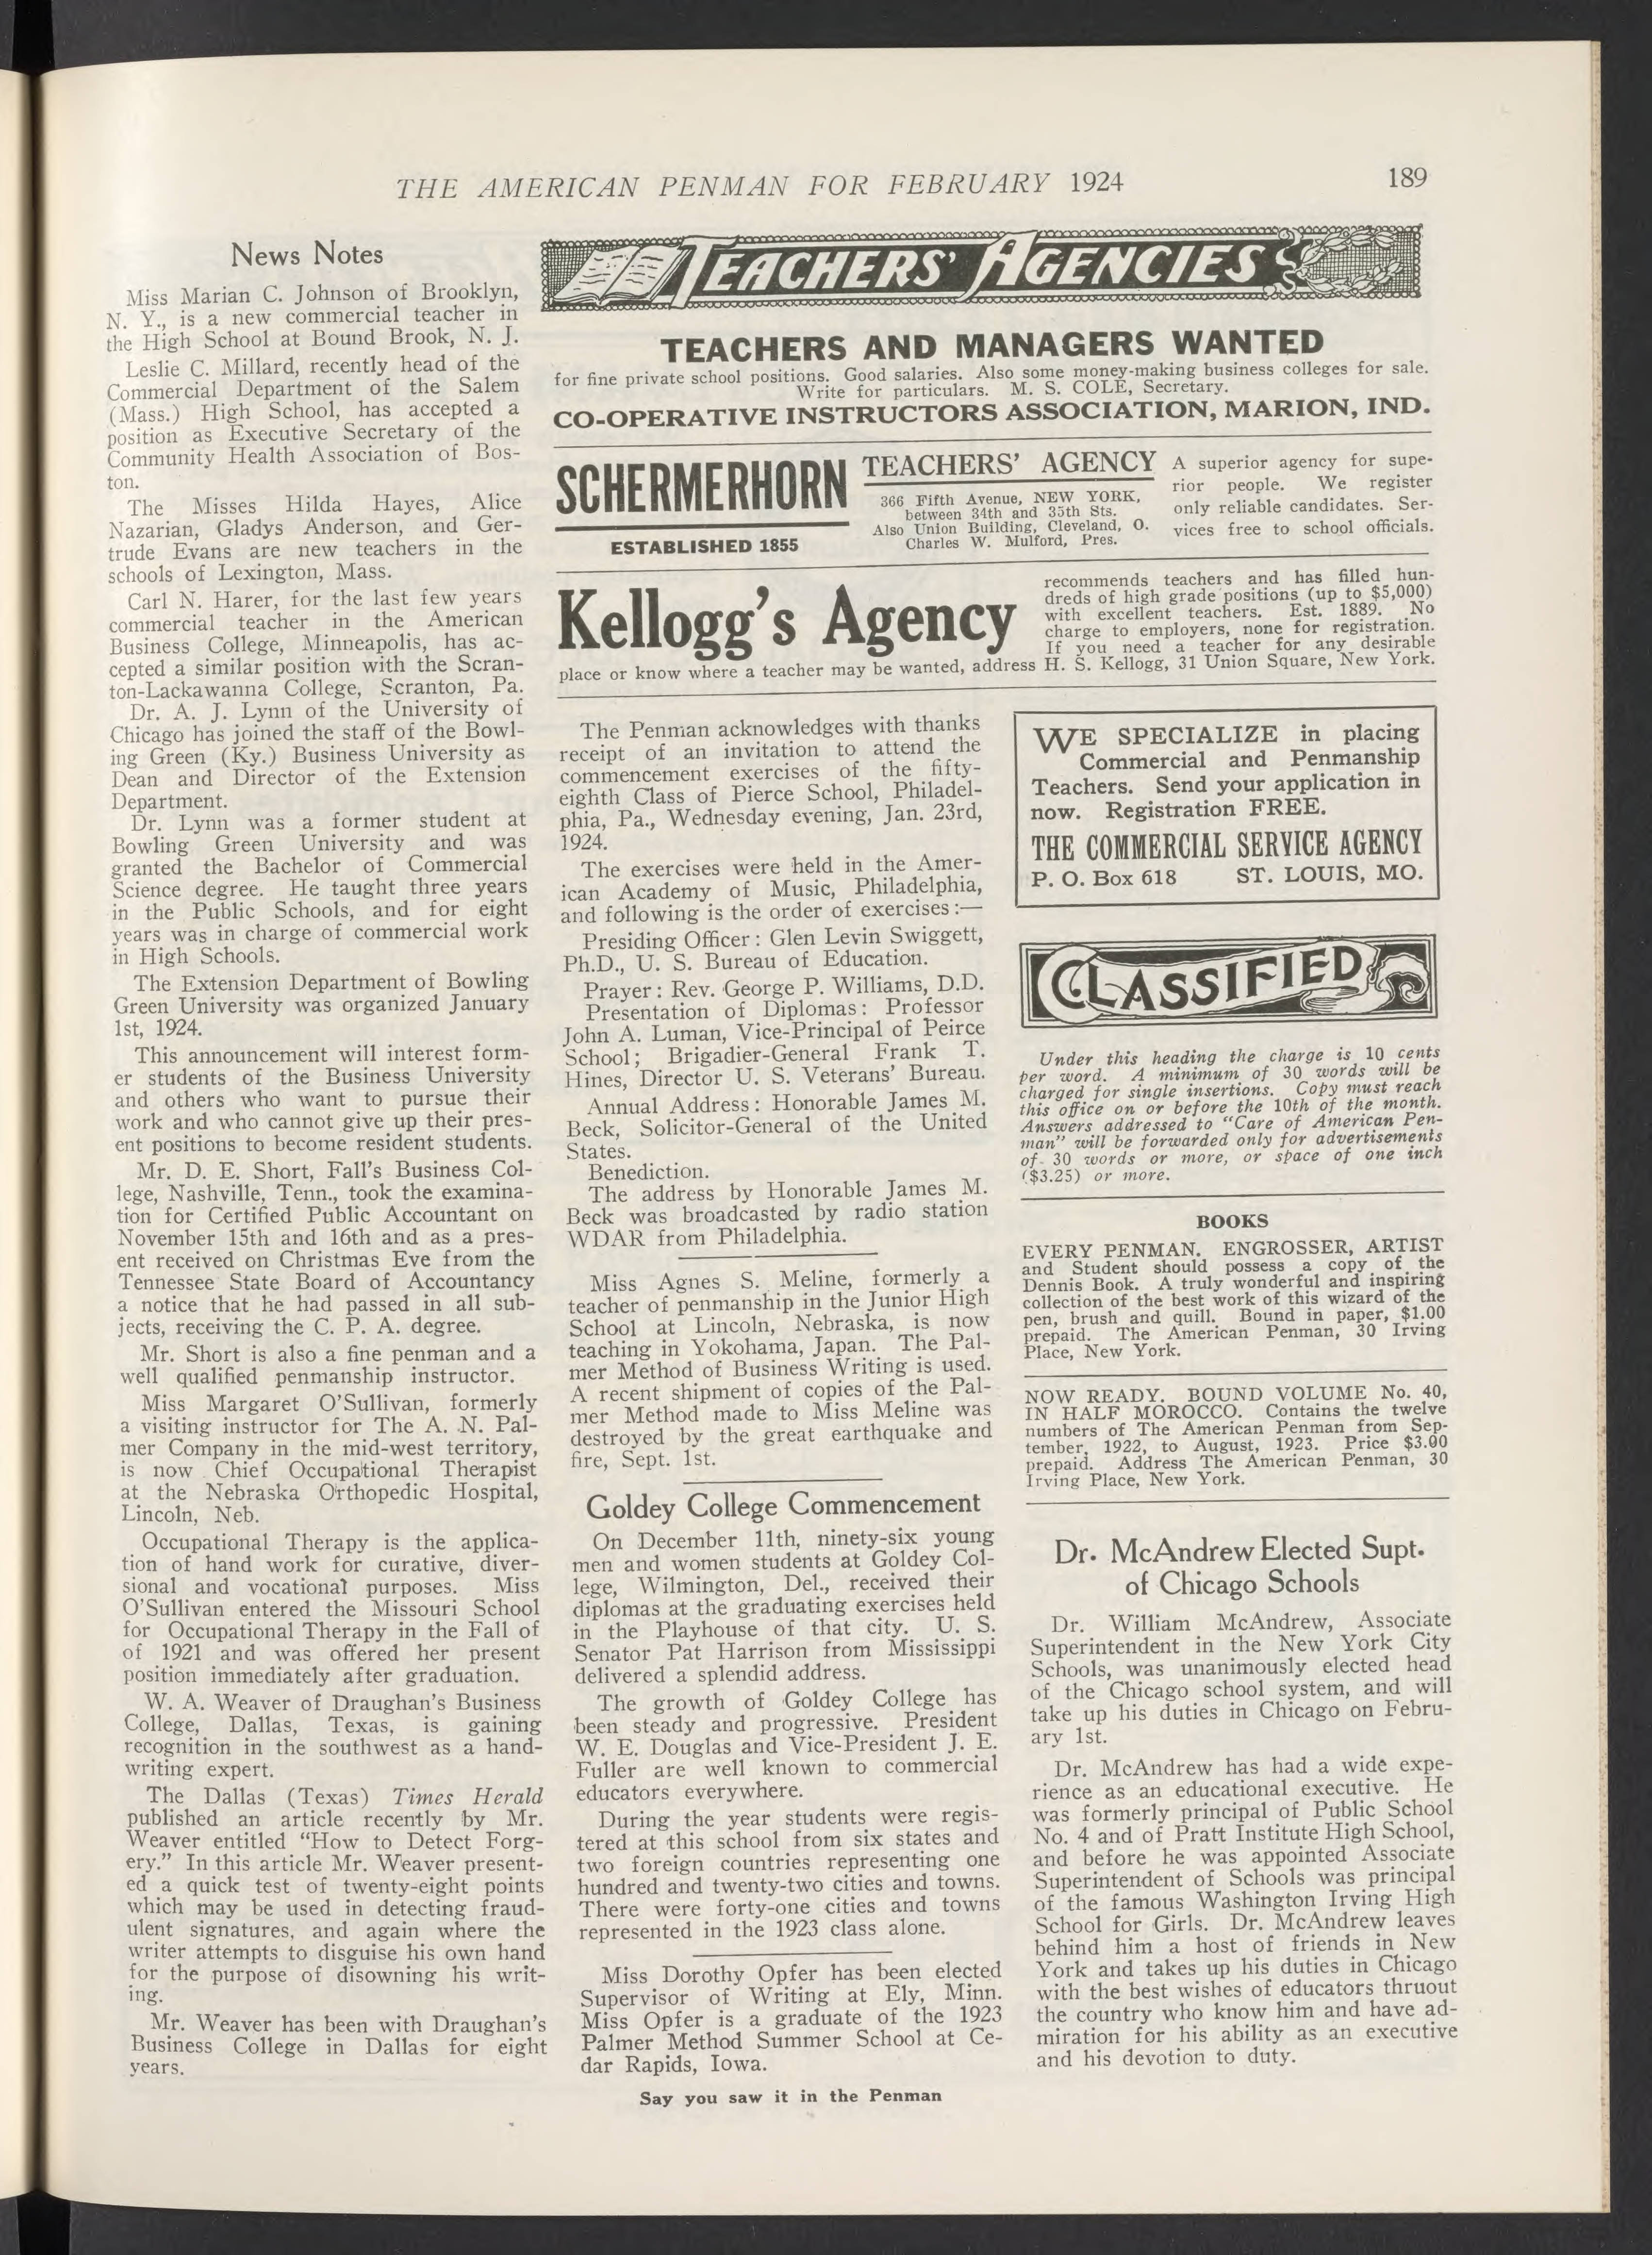 THE AMERICAN PENMAN FOR FEBRUARY 1924
189
News Notes
Miss Marian C. Johnson of Brooklyn,
N. Y., is a new commercial teacher in
the High School at Bound Brook, N. J.
Leslie C. Millard, recently head of the
Commercial Department of the Salem
(Mass.) High School, has accepted a
position as Executive Secretary of the
Community Health Association of Bos-
ton.
The Misses Hilda Hayes, Alice
Nazarian, Gladys Anderson, and Ger-
trude Evans are new teachers in the
schools of Lexington, Mass.
Carl N. Harer, for the last few years
commercial teacher in the American
Business College, Minneapolis, has ac-
cepted a similar position with the Scran-
ton-Lackawanna College, Scranton, Pa.
Dr. A. J. Lynn of the University of
Chicago has joined the staff of the Bowl-
ing Green (Ky.) Business University as
Dean and Director of the Extension
Department.
Dr. Lynn was a former student at
Bowling Green University and was
granted the Bachelor of Commercial
Science degree. He taught three years
in the Public Schools, and for eight
years was in charge of commercial work
in High Schools.
The Extension Department of Bowling
Green University was organized January
1st, 1924.
This announcement will interest form-
er students of the Business University
and others who want to pursue their
work and who cannot give up their pres-
ent positions to become resident students.
Mr. D. E. Short, Fall's Business Col-
lege, Nashville, Tenn., took the examina-
tion for Certified Public Accountant on
November 15th and 16th and as a pres-
ent received on Christmas Eve from the
Tennessee State Board of Accountancy
a notice that he had passed in all sub-
jects, receiving the C. P. A. degree.
Mr. Short is also a fine penman and a
well qualified penmanship instructor.
Miss Margaret O'Sullivan, formerly
a visiting instructor for The A. N. Pal-
mer Company in the mid-west territory,
is now Chief Occupational Therapist
at the Nebraska Orthopedic Hospital,
Lincoln, Neb.
Occupational Therapy is the applica-
tion of hand work for curative, diver-
sional and vocational purposes. Miss
O'Sullivan entered the Missouri School
for Occupational Therapy in the Fall of
of 1921 and was offered her present
position immediately after graduation.
W. A. Weaver of Draughan's Business
College, Dallas, Texas, is gaining
recognition in the southwest as a hand-
writing expert.
The Dallas (Texas) Times Herald
published an article recently by Mr.
Weaver entitled "How to Detect Forg-
ery." In this article Mr. Weaver present-
ed a quick test of twenty-eight points
which may be used in detecting fraud-
ulent signatures, and again where the
writer attempts to disguise his own hand
for the purpose of disowning his writ-
ing.
Mr. Weaver has been with Draughan's
Business College in Dallas for eight
years.
TEACHERS' AGENCIES
TEACHERS AND MANAGERS WANTED
for fine private school positions. Good salaries. Also some money-making business colleges for sale.
Write for particulars. M. S. COLE, Secretary.
CO-OPERATIVE INSTRUCTORS ASSOCIATION, MARION, IND.
SCHERMERHORN
ESTABLISHED 1855
TEACHERS' AGENCY
366 Fifth Avenue, NEW YORK,
between 34th and 35th Sts.
Also Union Building, Cleveland, O.
Charles W. Mulford, Pres.
A superior agency for supe-
rior people. We register
only reliable candidates. Ser-
vices free to school officials.
Kellogg's Agency
recommends teachers and has filled hun-
dreds of high grade positions (up to $5,000)
with excellent teachers. Est. 1889. No
charge to employers, none for registration.
If you need a teacher for any desirable
place or know where a teacher may be wanted, address H. S. Kellogg, 31 Union Square, New York.
The Penman acknowledges with thanks
receipt of an invitation to attend the
commencement exercises of the fifty-
eighth Class of Pierce School, Philadel-
phia, Pa., Wednesday evening, Jan. 23rd,
1924.
The exercises were held in the Amer-
ican Academy of Music, Philadelphia,
and following is the order of exercises:—
Presiding Officer: Glen Levin Swiggett,
Ph.D., U. S. Bureau of Education.
Prayer: Rev. George P. Williams, D.D.
Presentation of Diplomas: Professor
John A. Luman, Vice-Principal of Peirce
School; Brigadier-General Frank T.
Hines, Director U. S. Veterans' Bureau.
Annual Address: Honorable James M.
Beck, Solicitor-General of the United
States.
Benediction.
The address by Honorable James M.
Beck was broadcasted by radio station
WDAR from Philadelphia.
Miss Agnes S. Meline, formerly a
teacher of penmanship in the Junior High
School at Lincoln, Nebraska, is now
teaching in Yokohama, Japan. The Pal-
mer Method of Business Writing is used.
A recent shipment of copies of the Pal-
mer Method made to Miss Meline was
destroyed by the great earthquake and
fire, Sept. 1st.
Goldey College Commencement
On December 11th, ninety-six young
men and women students at Goldey Col-
lege, Wilmington, Del., received their
diplomas at the graduating exercises held
in the Playhouse of that city. U. S.
Senator Pat Harrison from Mississippi
delivered a splendid address.
The growth of Goldey College has
been steady and progressive. President
W. E. Douglas and Vice-President J. E.
Fuller are well known to commercial
educators everywhere.
During the year students were regis-
tered at this school from six states and
two foreign countries representing one
hundred and twenty-two cities and towns.
There were forty-one cities and towns
represented in the 1923 class alone.
Miss Dorothy Opfer has been elected
Supervisor of Writing at Ely, Minn.
Miss Opfer is a graduate of the 1923
Palmer Method Summer School at Ce-
dar Rapids, Iowa.
WE SPECIALIZE in placing
Commercial and Penmanship
Teachers. Send your application in
now. Registration FREE.
THE COMMERCIAL SERVICE AGENCY
P. O. Box 618 ST. LOUIS, MO.
CLASSIFIED
Under this heading the charge is 10 cents
per word. A minimum of 30 words will be
charged for single insertions. Copy must reach
this office on or before the 10th of the month.
Answers addressed to "Care of American Pen-
man" will be forwarded only for advertisements
of 30 words or more, or space of one inch
($3.25) or more.
BOOKS
EVERY PENMAN. ENGROSSER, ARTIST
and Student should possess a copy of the
Dennis Book. A truly wonderful and inspiring
collection of the best work of this wizard of the
pen, brush and quill. Bound in paper, $1.00
prepaid. The American Penman, 30 Irving
Place, New York.
NOW READY. BOUND VOLUME No. 40,
IN HALF MOROCCO. Contains the twelve
numbers of The American Penman from Sep-
tember, 1922, to August, 1923. Price $3.00
prepaid. Address The American Penman, 30
Irving Place, New York.
Dr. McAndrew Elected Supt.
of Chicago Schools
Dr. William McAndrew, Associate
Superintendent in the New York City
Schools, was unanimously elected head
of the Chicago school system, and will
take up his duties in Chicago on Febru-
ary 1st.
Dr. McAndrew has had a wide expe-
rience as an educational executive. He
was formerly principal of Public School
No. 4 and of Pratt Institute High School,
and before he was appointed Associate
Superintendent of Schools was principal
of the famous Washington Irving High
School for Girls. Dr. McAndrew leaves
behind him a host of friends in New
York and takes up his duties in Chicago
with the best wishes of educators thruout
the country who know him and have ad-
miration for his ability as an executive
and his devotion to duty.
Say you saw it in the Penman